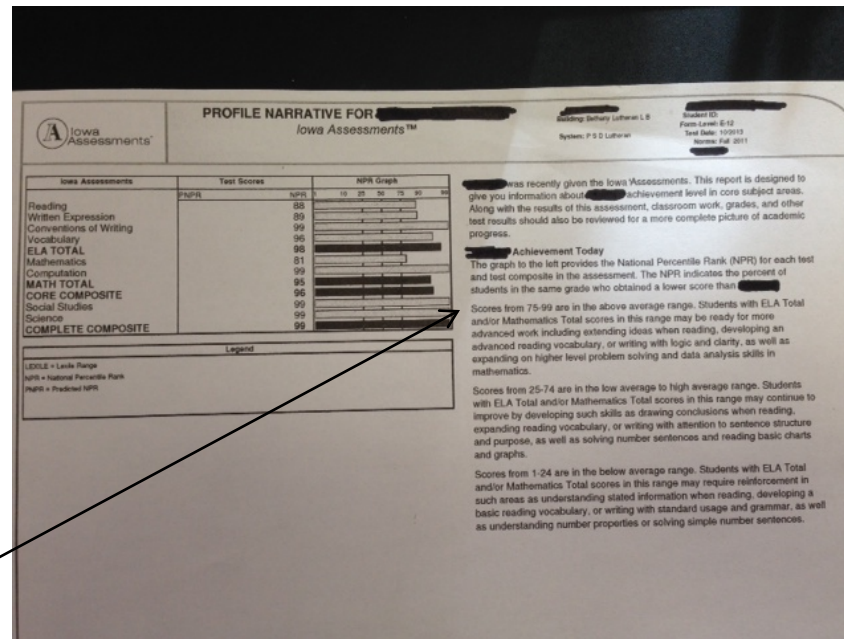 Iowa
Assessments™
PROFILE NARRATIVE FOR
Iowa Assessments™
Building: Bethany Lutheran L B
System: P S D Lutheran
Student ID:
Form-Level: E-12
Test Date: 10/2013
Norms: Fall 2011
Iowa Assessments Test Scores NPR Graph
PNPR NPR 1 10 25 50 75 90 99
Reading 88
Written Expression 89
Conventions of Writing 99
Vocabulary 96
ELA TOTAL 98
Mathematics 81
Computation 99
MATH TOTAL 95
CORE COMPOSITE 96
Social Studies 99
Science 99
COMPLETE COMPOSITE 99
Legend
LEXILE = Lexile Range
NPR = National Percentile Rank
PNPR = Predicted NPR
was recently given the Iowa Assessments. This report is designed to
give you information about achievement level in core subject areas.
Along with the results of this assessment, classroom work, grades, and other
test results should also be reviewed for a more complete picture of academic
progress.
Achievement Today
The graph to the left provides the National Percentile Rank (NPR) for each test
and test composite in the assessment. The NPR indicates the percent of
students in the same grade who obtained a lower score than
Scores from 75-99 are in the above average range. Students with ELA Total
and/or Mathematics Total scores in this range may be ready for more
advanced work including extending ideas when reading, developing an
advanced reading vocabulary, or writing with logic and clarity, as well as
expanding on higher level problem solving and data analysis skills in
mathematics.
Scores from 25-74 are in the low average to high average range. Students
with ELA Total and/or Mathematics Total scores in this range may continue to
improve by developing such skills as drawing conclusions when reading,
expanding reading vocabulary, or writing with attention to sentence structure
and purpose, as well as solving number sentences and reading basic charts
and graphs.
Scores from 1-24 are in the below average range. Students with ELA Total
and/or Mathematics Total scores in this range may require reinforcement in
such areas as understanding stated information when reading, developing a
basic reading vocabulary, or writing with standard usage and grammar, as well
as understanding number properties or solving simple number sentences.